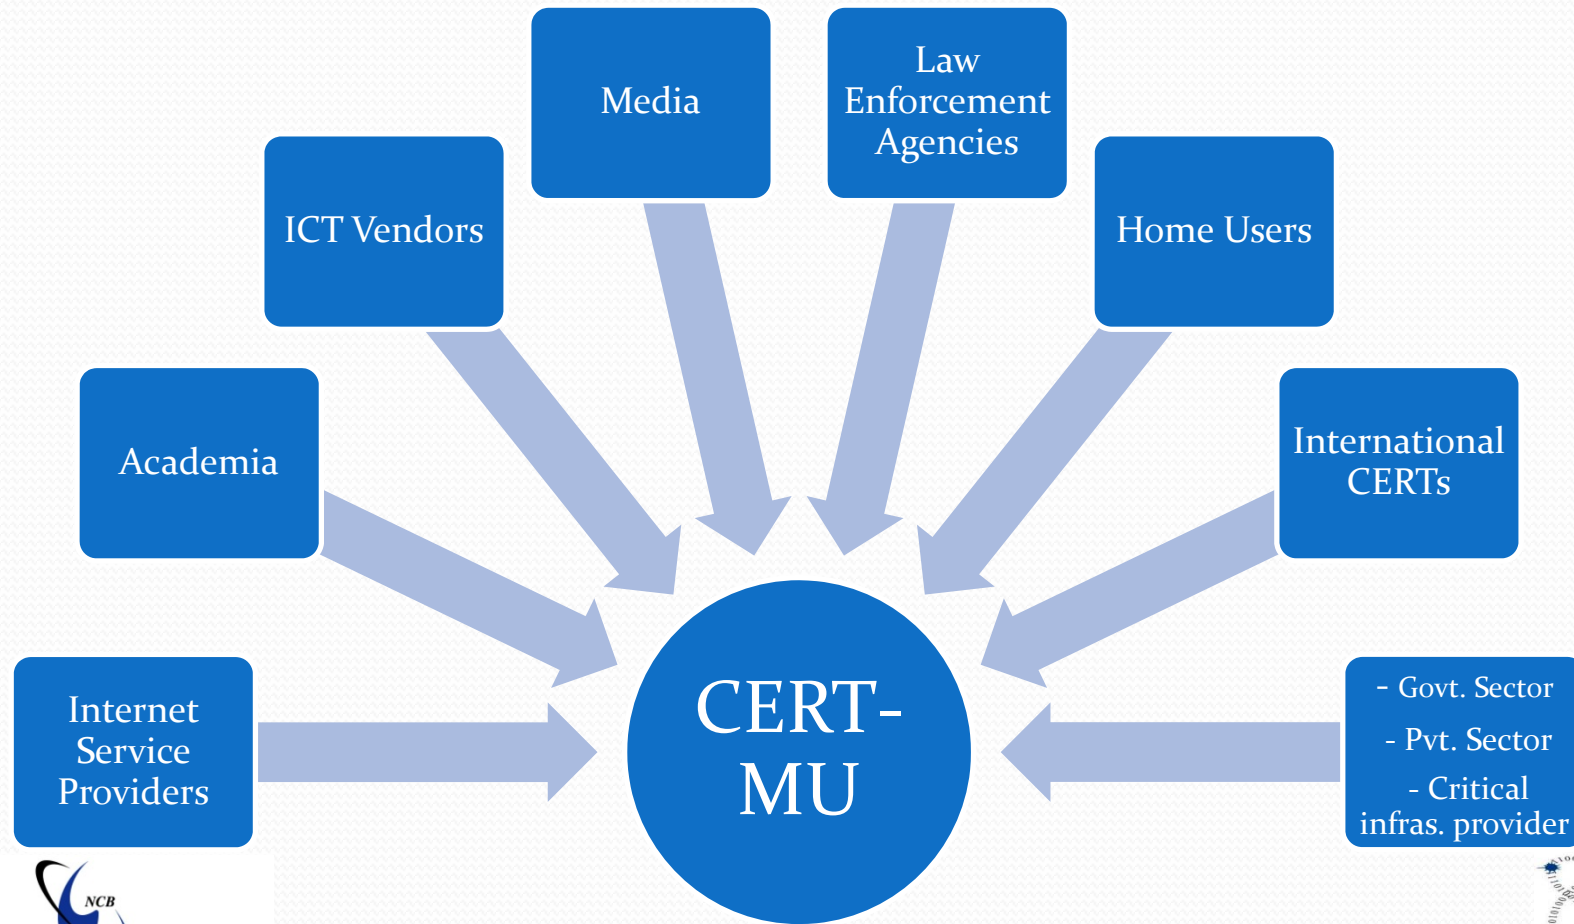 Media
Law
Enforcement
Agencies
ICT Vendors
Home Users
Academia
International
CERTs
Internet
Service
Providers
CERT-
MU
- Govt. Sector
- Pvt. Sector
- Critical
infras. provider
NCB